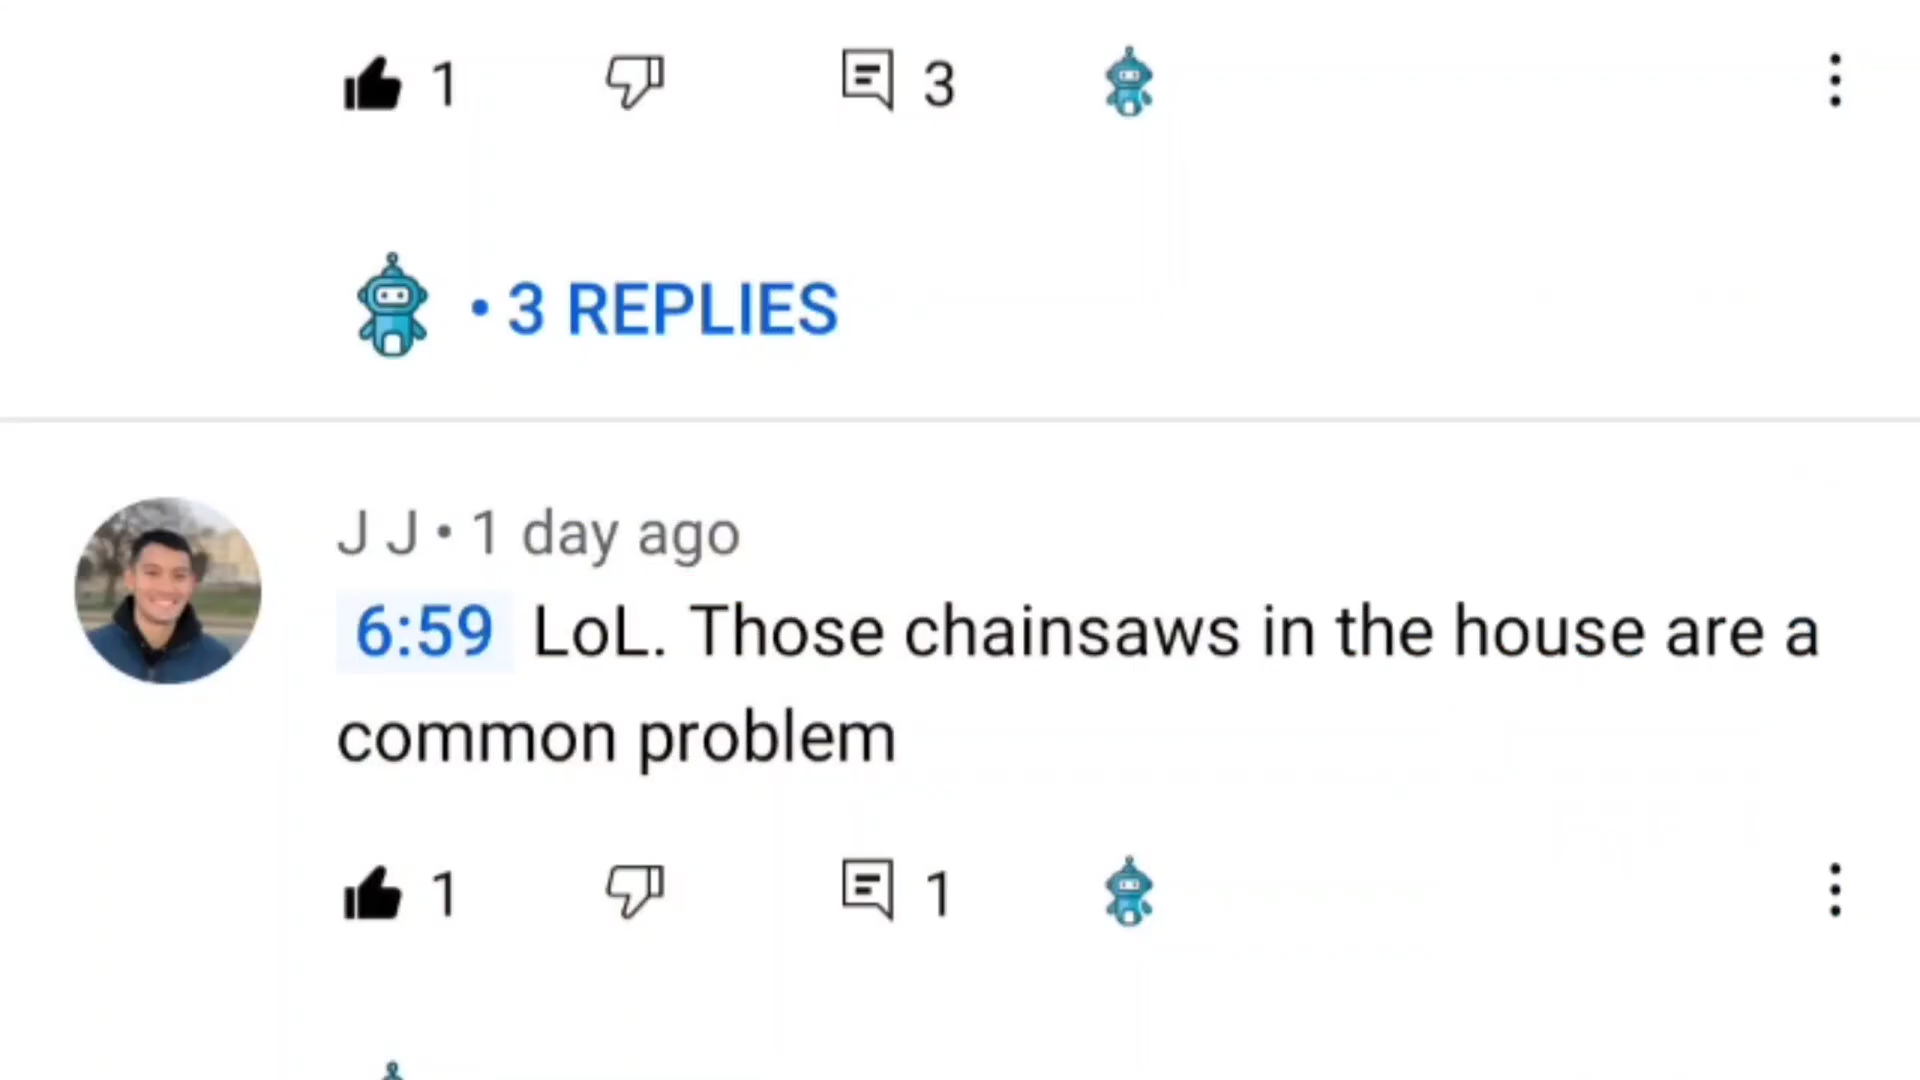 1 3
• 3 REPLIES
J J • 1 day ago
6:59 LoL. Those chainsaws in the house are a
common problem
1 1